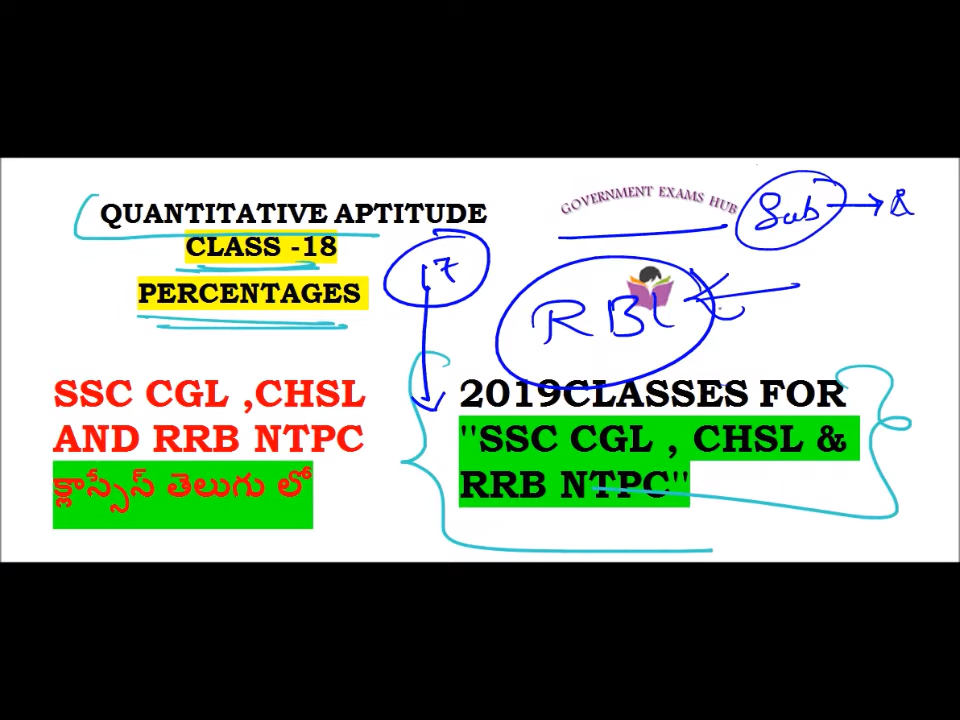 QUANTITATIVE APTITUDE
CLASS -18
PERCENTAGES
GOVERNMENT EXAMS HUB
Sub → &
17
RBL
SSC CGL ,CHSL
AND RRB NTPC
క్లాస్సేస్ తెలుగు లో
2019CLASSES FOR
"SSC CGL , CHSL &
RRB NTPC"